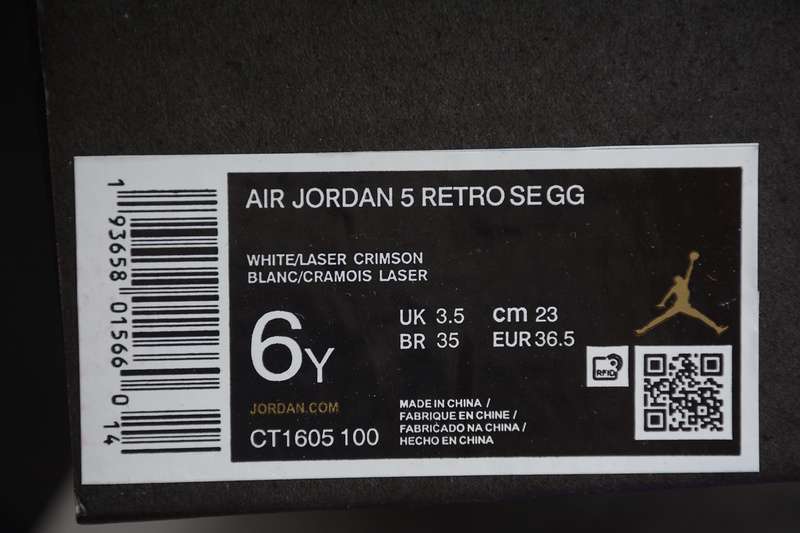 AIR JORDAN 5 RETRO SE GG
WHITE/LASER CRIMSON
BLANC/CRAMOIS LASER
6Y
UK 3.5 cm 23
BR 35 EUR 36.5
RFID
JORDAN.COM
CT1605 100
MADE IN CHINA /
FABRIQUE EN CHINE /
FABRICADO NA CHINA /
HECHO EN CHINA
1 93658 01566 0 14